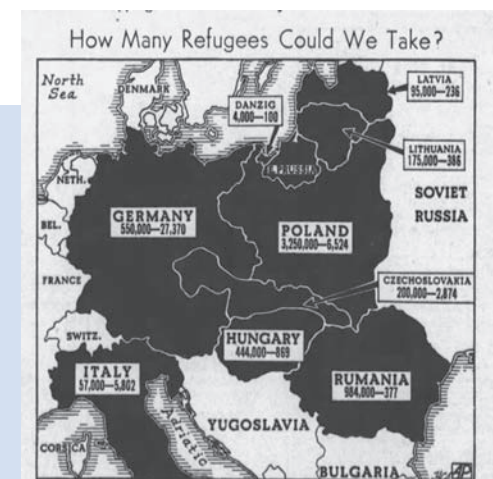 How Many Refugees Could We Take?
North
Sea
DENMARK
LATVIA
95,000—236
DANZIG
4,000—100
LITHUANIA
175,000—386
E. PRUSSIA
NETH.
SOVIET
RUSSIA
GERMANY
550,000—27,370
POLAND
3,250,000—6,524
BEL.
CZECHOSLOVAKIA
200,000—2,874
FRANCE
HUNGARY
444,000—869
SWITZ.
ITALY
57,000—5,802
RUMANIA
984,000—377
Adriatic
YUGOSLAVIA
CORSICA
BULGARIA
AP